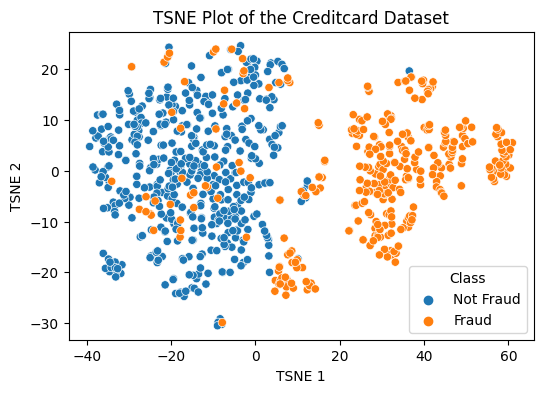 TSNE Plot of the Creditcard Dataset
TSNE 2
20
10
0
−10
−20
−30
−40
−20
0
20
40
60
TSNE 1
Class
Not Fraud
Fraud